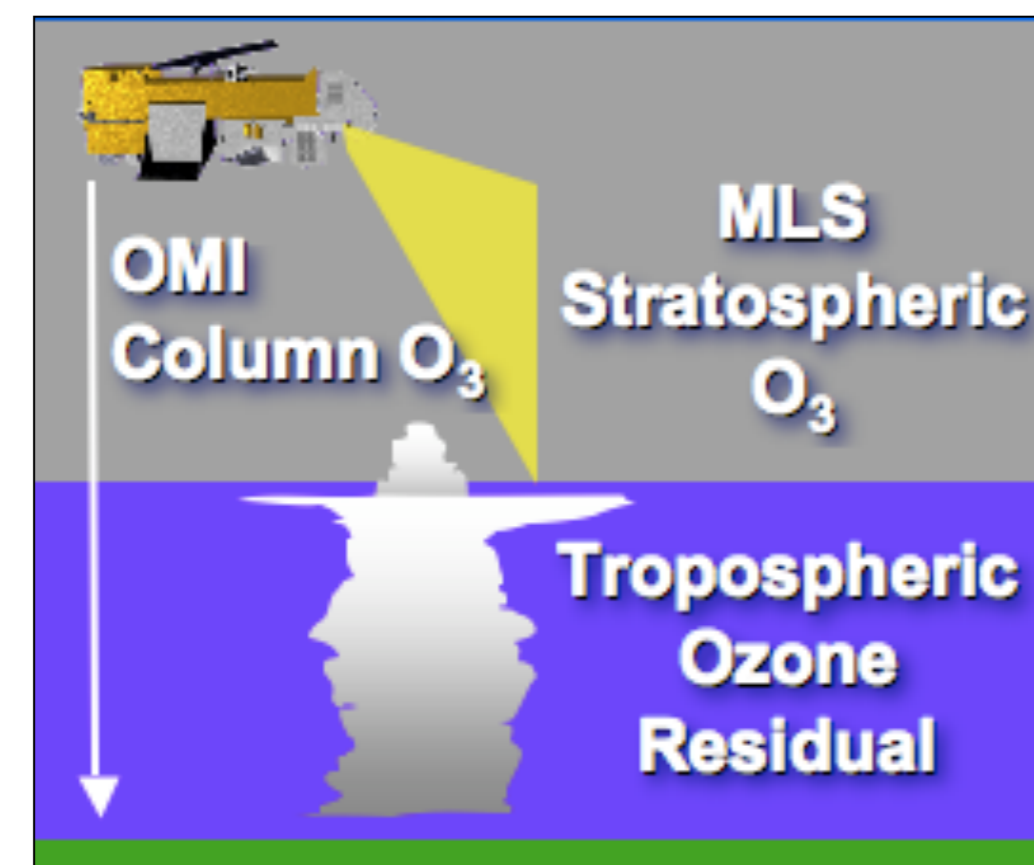 OMI
Column O₃
MLS
Stratospheric
O₃
Tropospheric
Ozone
Residual